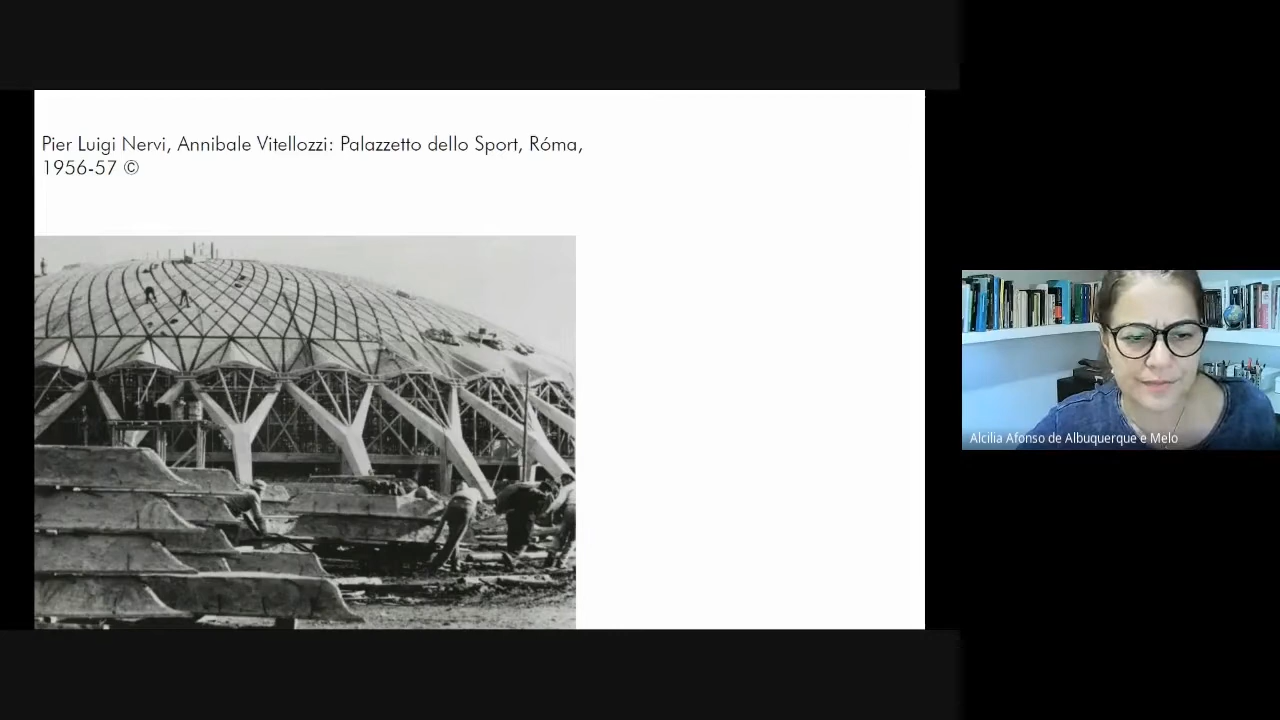 Pier Luigi Nervi, Annibale Vitellozzi: Palazzetto dello Sport, Róma,
1956-57 ©
Alcilia Afonso de Albuquerque e Melo